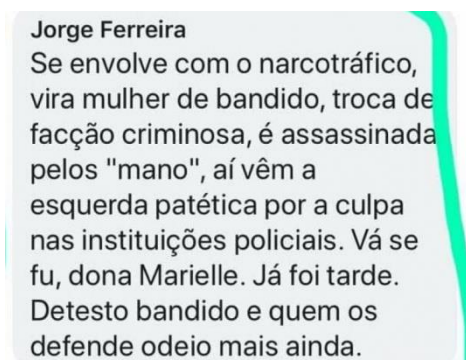 Jorge Ferreira
Se envolve com o narcotráfico,
vira mulher de bandido, troca de
facção criminosa, é assassinada
pelos "mano", aí vêm a
esquerda patética por a culpa
nas instituições policiais. Vá se
fu, dona Marielle. Já foi tarde.
Detesto bandido e quem os
defende odeio mais ainda.